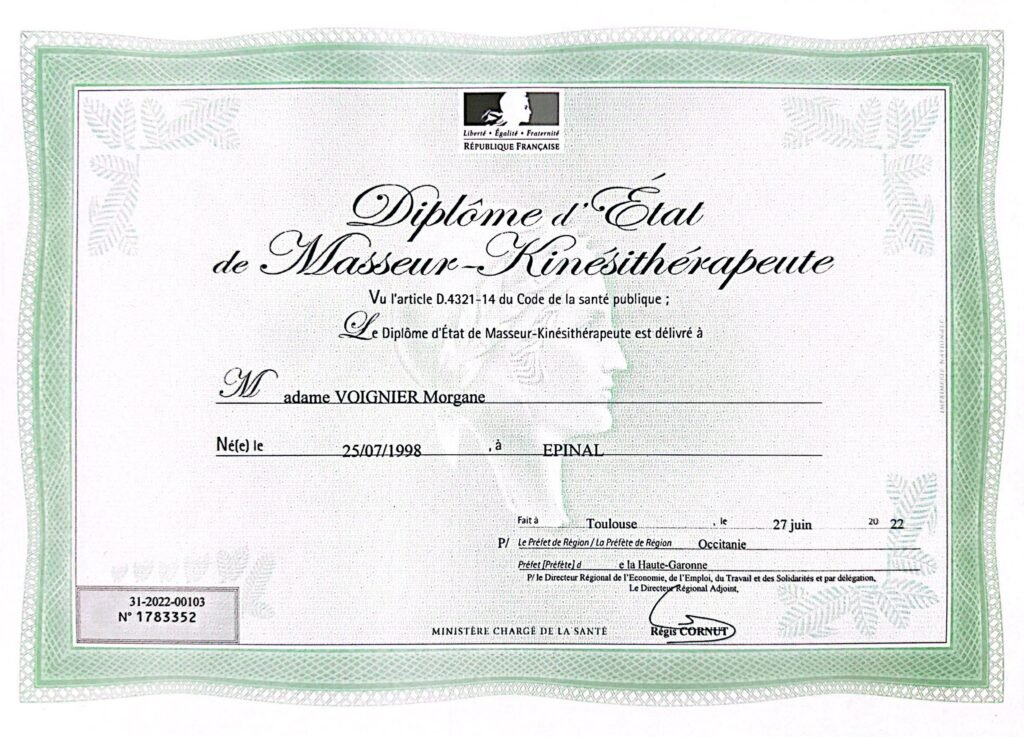 Liberté • Égalité • Fraternité
RÉPUBLIQUE FRANÇAISE
Diplôme d'État
de Masseur-Kinésithérapeute
Vu l'article D.4321-14 du Code de la santé publique ;
Le Diplôme d'État de Masseur-Kinésithérapeute est délivré à
Madame VOIGNIER Morgane
Né(e) le 25/07/1998 , à EPINAL
Fait à Toulouse , le 27 juin 20 22
P/ Le Préfet de Région / La Préfète de Région Occitanie
Préfet [Préfète] d e la Haute-Garonne
P/ le Directeur Régional de l'Economie, de l'Emploi, du Travail et des Solidarités et par délégation,
Le Directeur Régional Adjoint,
Régis CORNUT
31-2022-00103
N° 1783352
MINISTÈRE CHARGÉ DE LA SANTÉ
IMPRIMERIE NATIONALE